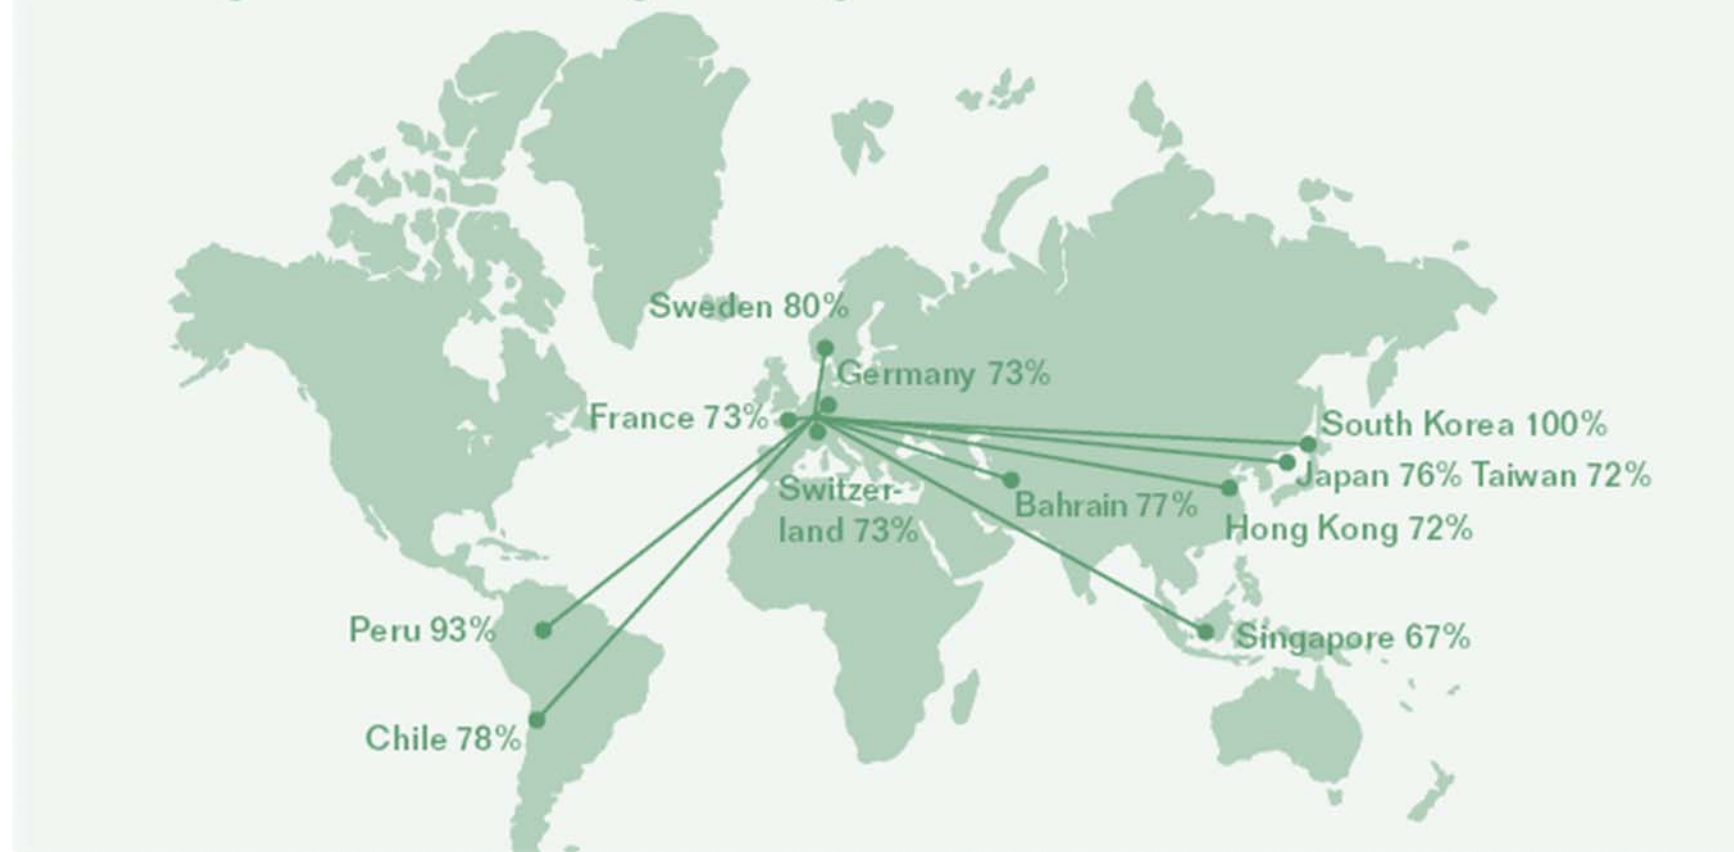 Sweden 80%
Germany 73%
France 73%
South Korea 100%
Japan 76% Taiwan 72%
Switzer-
land 73%
Bahrain 77%
Hong Kong 72%
Peru 93%
Singapore 67%
Chile 78%